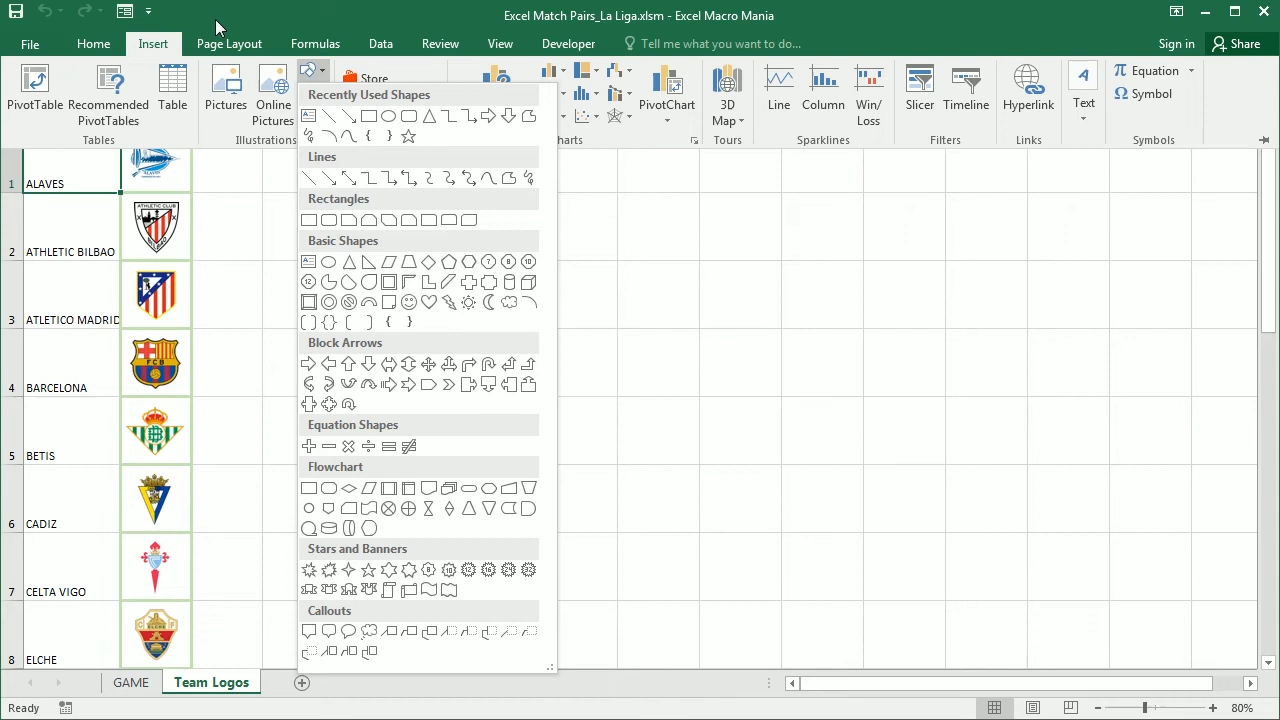 Excel Match Pairs_La Liga.xlsm - Excel Macro Mania
File Home Insert Page Layout Formulas Data Review View Developer Tell me what you want to do... Sign in Share
PivotTable Recommended PivotTables Table Pictures Online Pictures Store PivotChart 3D Map Line Column Win/ Loss Slicer Timeline Hyperlink Text
Equation
Symbol
Tables Illustrations Charts Tours Sparklines Filters Links Symbols
Recently Used Shapes
Lines
Rectangles
Basic Shapes
Block Arrows
Equation Shapes
Flowchart
Stars and Banners
Callouts
1 ALAVES
2 ATHLETIC BILBAO
3 ATLETICO MADRID
4 BARCELONA
5 BETIS
6 CADIZ
7 CELTA VIGO
8 ELCHE
GAME Team Logos
Ready 80%